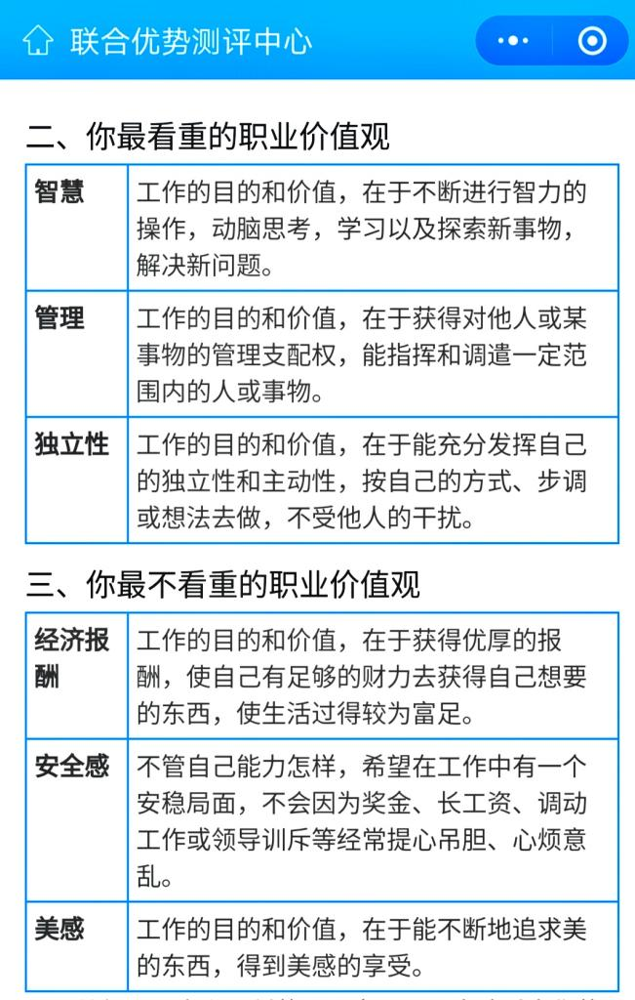 联合优势测评中心
二、你最看重的职业价值观
智慧
工作的目的和价值，在于不断进行智力的
操作，动脑思考，学习以及探索新事物，
解决新问题。
管理
工作的目的和价值，在于获得对他人或某
事物的管理支配权，能指挥和调遣一定范
围内的人或事物。
独立性
工作的目的和价值，在于能充分发挥自己
的独立性和主动性，按自己的方式、步调
或想法去做，不受他人的干扰。
三、你最不看重的职业价值观
经济报
酬
工作的目的和价值，在于获得优厚的报
酬，使自己有足够的财力去获得自己想要
的东西，使生活过得较为富足。
安全感
不管自己能力怎样，希望在工作中有一个
安稳局面，不会因为奖金、长工资、调动
工作或领导训斥等经常提心吊胆、心烦意
乱。
美感
工作的目的和价值，在于能不断地追求美
的东西，得到美感的享受。